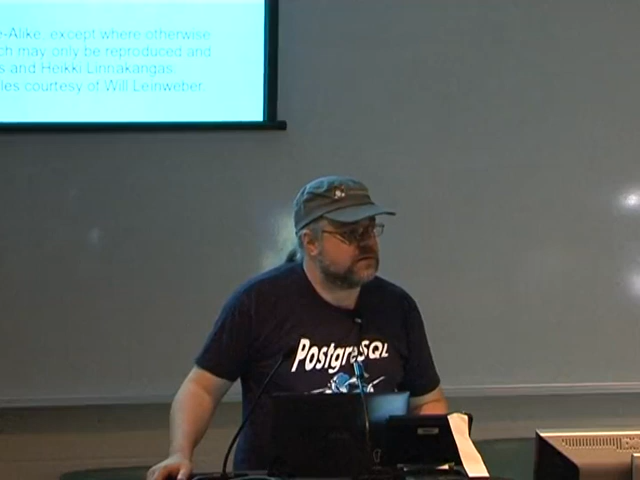 -Alike, except where otherwise
ch may only be reproduced and
s and Heikki Linnakangas.
les courtesy of Will Leinweber.
PostgreSQL